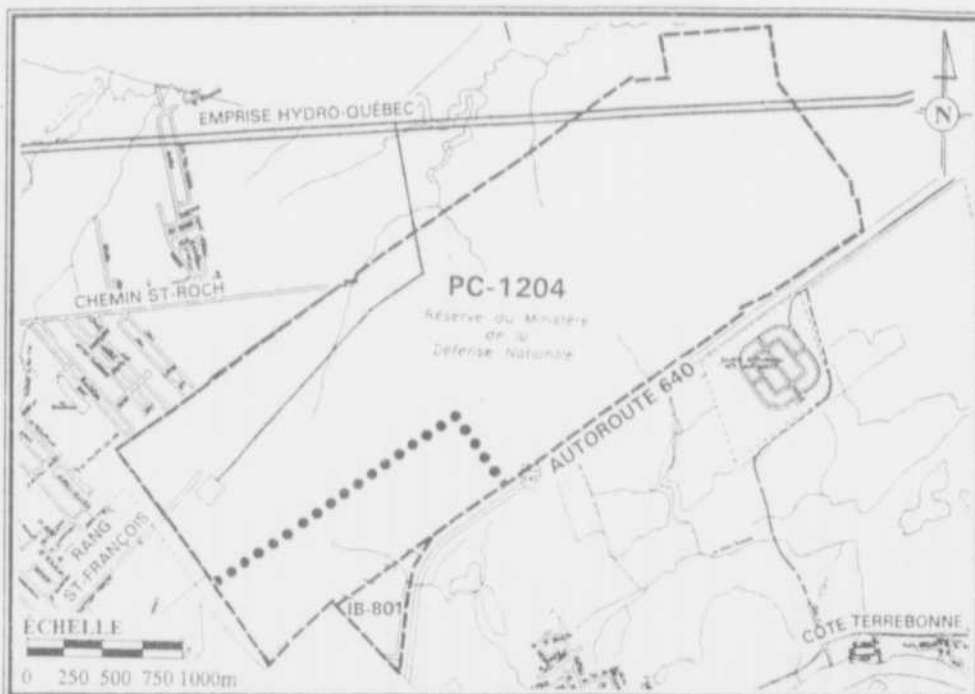 EMPRISE HYDRO-QUÉBEC
N
CHEMIN ST-ROCH
PC-1204
Réserve du Ministère
de la
Défense Nationale
AUTOROUTE 640
RANG
ST-FRANÇOIS
IB-801
CÔTE TERREBONNE
ÉCHELLE
0 250 500 750 1000m